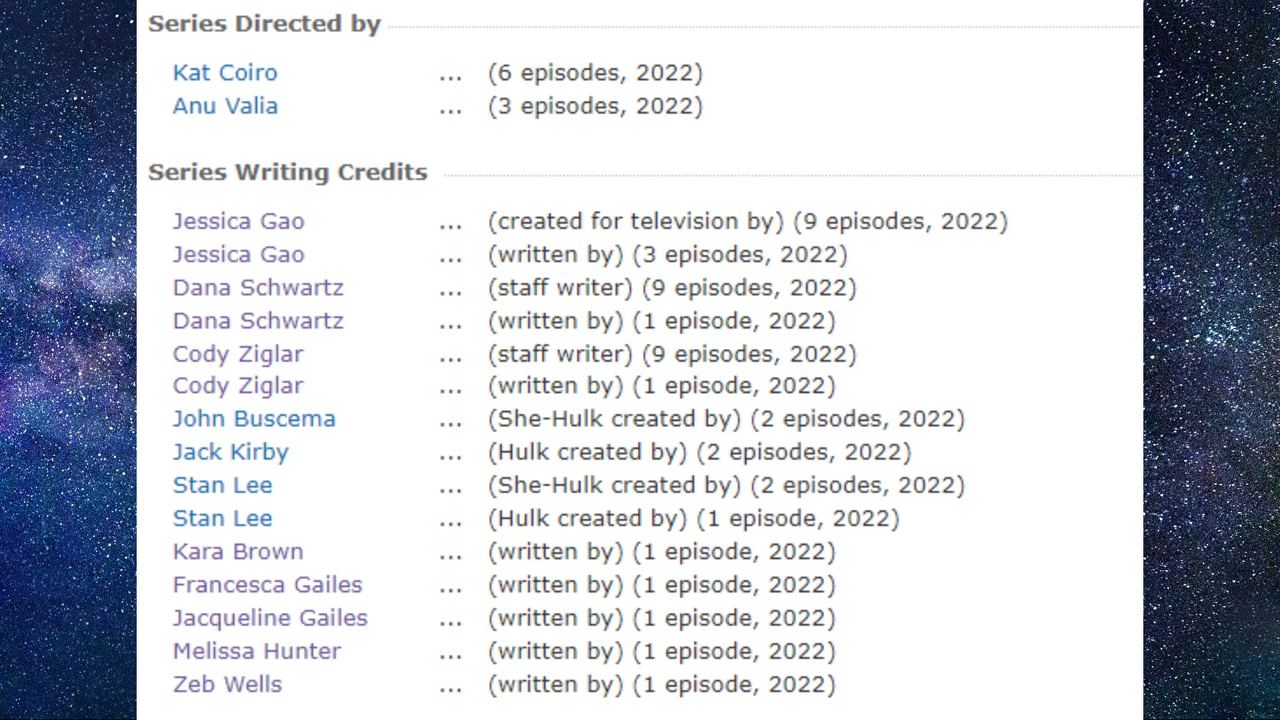 Series Directed by
Kat Coiro ... (6 episodes, 2022)
Anu Valia ... (3 episodes, 2022)
Series Writing Credits
Jessica Gao ... (created for television by) (9 episodes, 2022)
Jessica Gao ... (written by) (3 episodes, 2022)
Dana Schwartz ... (staff writer) (9 episodes, 2022)
Dana Schwartz ... (written by) (1 episode, 2022)
Cody Ziglar ... (staff writer) (9 episodes, 2022)
Cody Ziglar ... (written by) (1 episode, 2022)
John Buscema ... (She-Hulk created by) (2 episodes, 2022)
Jack Kirby ... (Hulk created by) (2 episodes, 2022)
Stan Lee ... (She-Hulk created by) (2 episodes, 2022)
Stan Lee ... (Hulk created by) (1 episode, 2022)
Kara Brown ... (written by) (1 episode, 2022)
Francesca Gailes ... (written by) (1 episode, 2022)
Jacqueline Gailes ... (written by) (1 episode, 2022)
Melissa Hunter ... (written by) (1 episode, 2022)
Zeb Wells ... (written by) (1 episode, 2022)